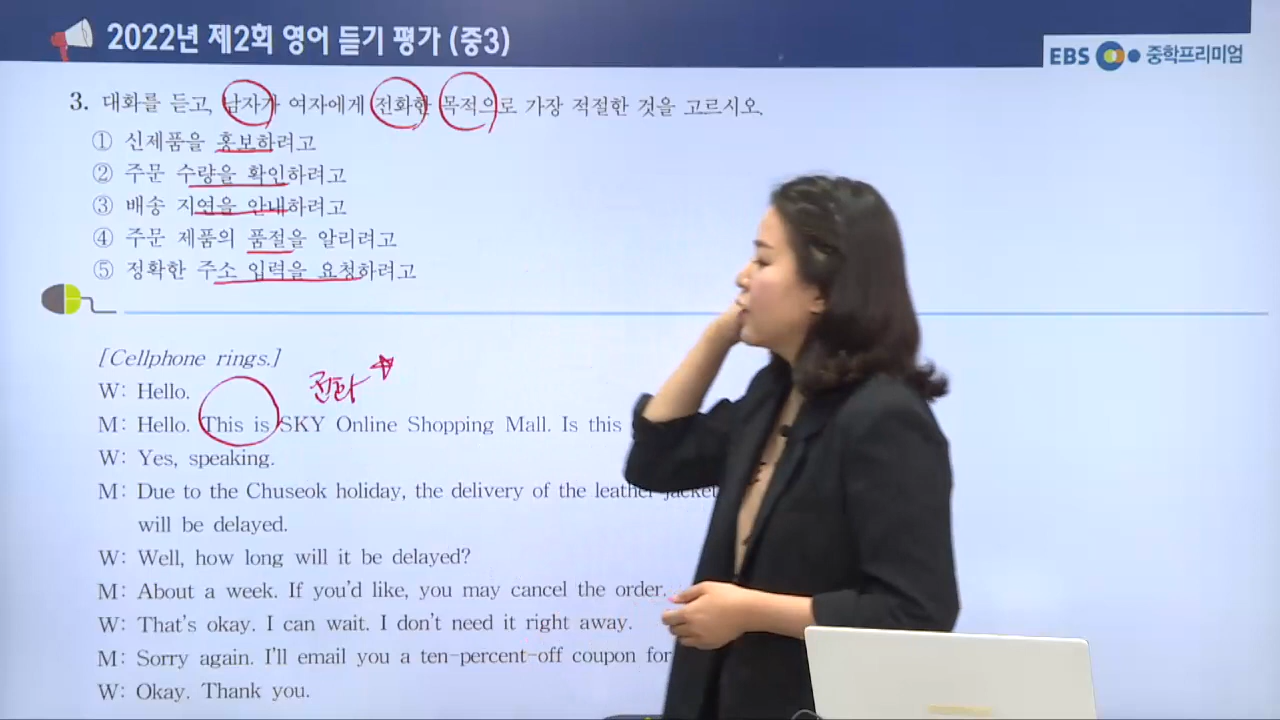 2022년 제2회 영어 듣기 평가 (중3)
EBS 중학프리미엄
3. 대화를 듣고, 남자가 여자에게 전화한 목적으로 가장 적절한 것을 고르시오.
① 신제품을 홍보하려고
② 주문 수량을 확인하려고
③ 배송 지연을 안내하려고
④ 주문 제품의 품절을 알리려고
⑤ 정확한 주소 입력을 요청하려고
[Cellphone rings.]
전화
W: Hello.
M: Hello. This is SKY Online Shopping Mall. Is this
W: Yes, speaking.
M: Due to the Chuseok holiday, the delivery of the leather jacket
will be delayed.
W: Well, how long will it be delayed?
M: About a week. If you'd like, you may cancel the order.
W: That's okay. I can wait. I don't need it right away.
M: Sorry again. I'll email you a ten-percent-off coupon for
W: Okay. Thank you.